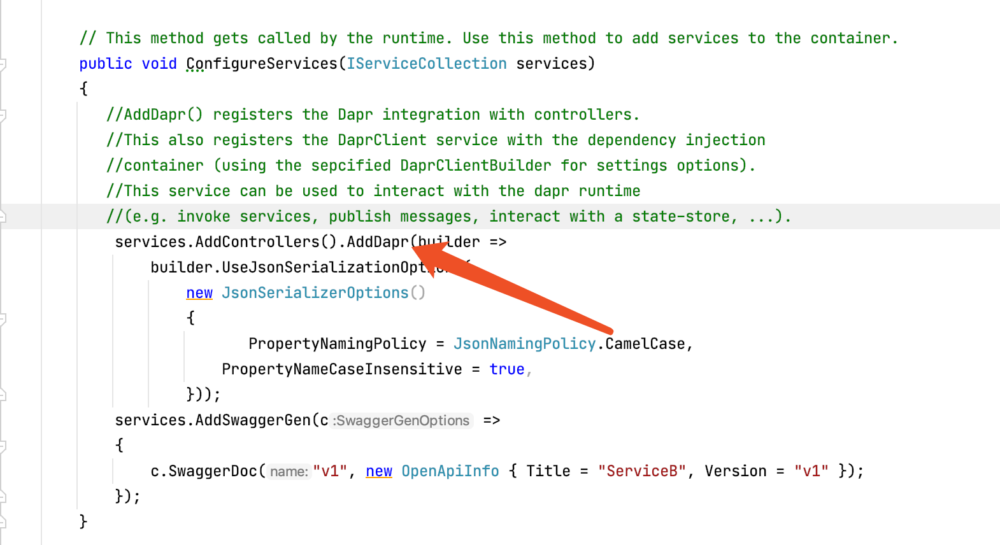 // This method gets called by the runtime. Use this method to add services to the container.
public void ConfigureServices(IServiceCollection services)
{
//AddDapr() registers the Dapr integration with controllers.
//This also registers the DaprClient service with the dependency injection
//container (using the sepcified DaprClientBuilder for settings options).
//This service can be used to interact with the dapr runtime
//(e.g. invoke services, publish messages, interact with a state-store, ...).
services.AddControllers().AddDapr(builder =>
builder.UseJsonSerializationOptions(
new JsonSerializerOptions()
{
PropertyNamingPolicy = JsonNamingPolicy.CamelCase,
PropertyNameCaseInsensitive = true,
}));
services.AddSwaggerGen(c :SwaggerGenOptions =>
{
c.SwaggerDoc( name: "v1", new OpenApiInfo { Title = "ServiceB", Version = "v1" });
});
}